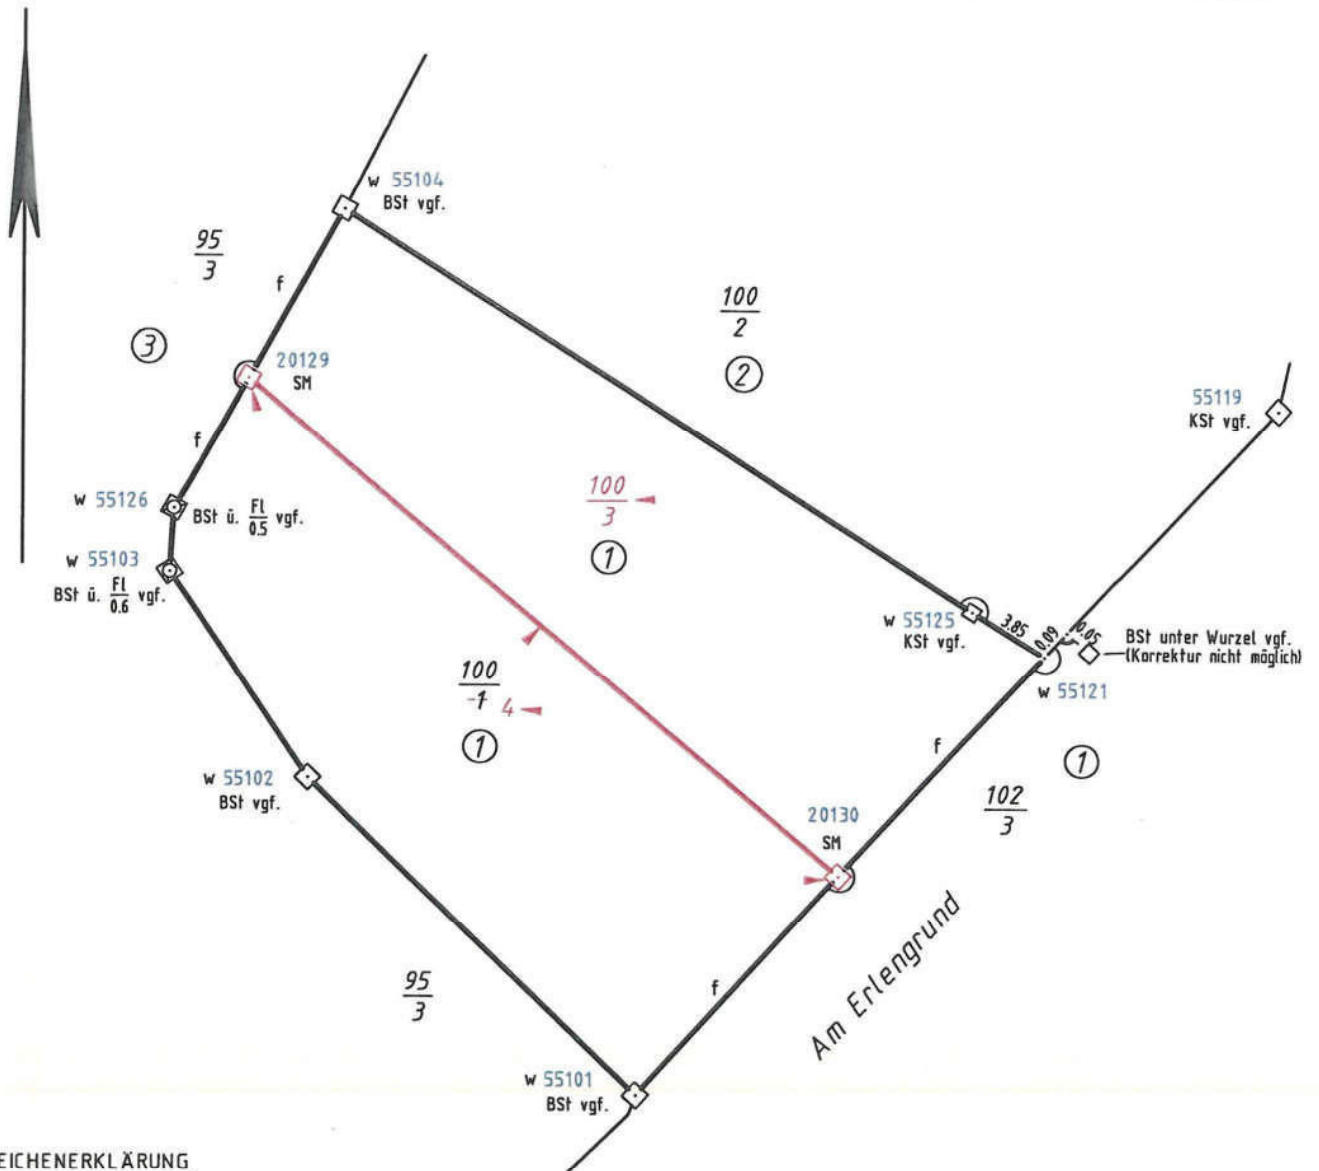 w 55104
BSt vgf.
95
3
f
100
2
3
20129
SM
2
55119
KSt vgf.
f
100
3
w 55126
BSt ü. Fl
0.5 vgf.
w 55103
BSt ü. Fl
0.6 vgf.
1
w 55125
KSt vgf.
3.85
0.09
0.05
BSt unter Wurzel vgf.
(Korrektur nicht möglich)
w 55121
100
1 4
1
f
1
w 55102
BSt vgf.
102
3
20130
SM
Am Erlengrund
95
3
f
w 55101
BSt vgf.
EICHENERKLÄRUNG